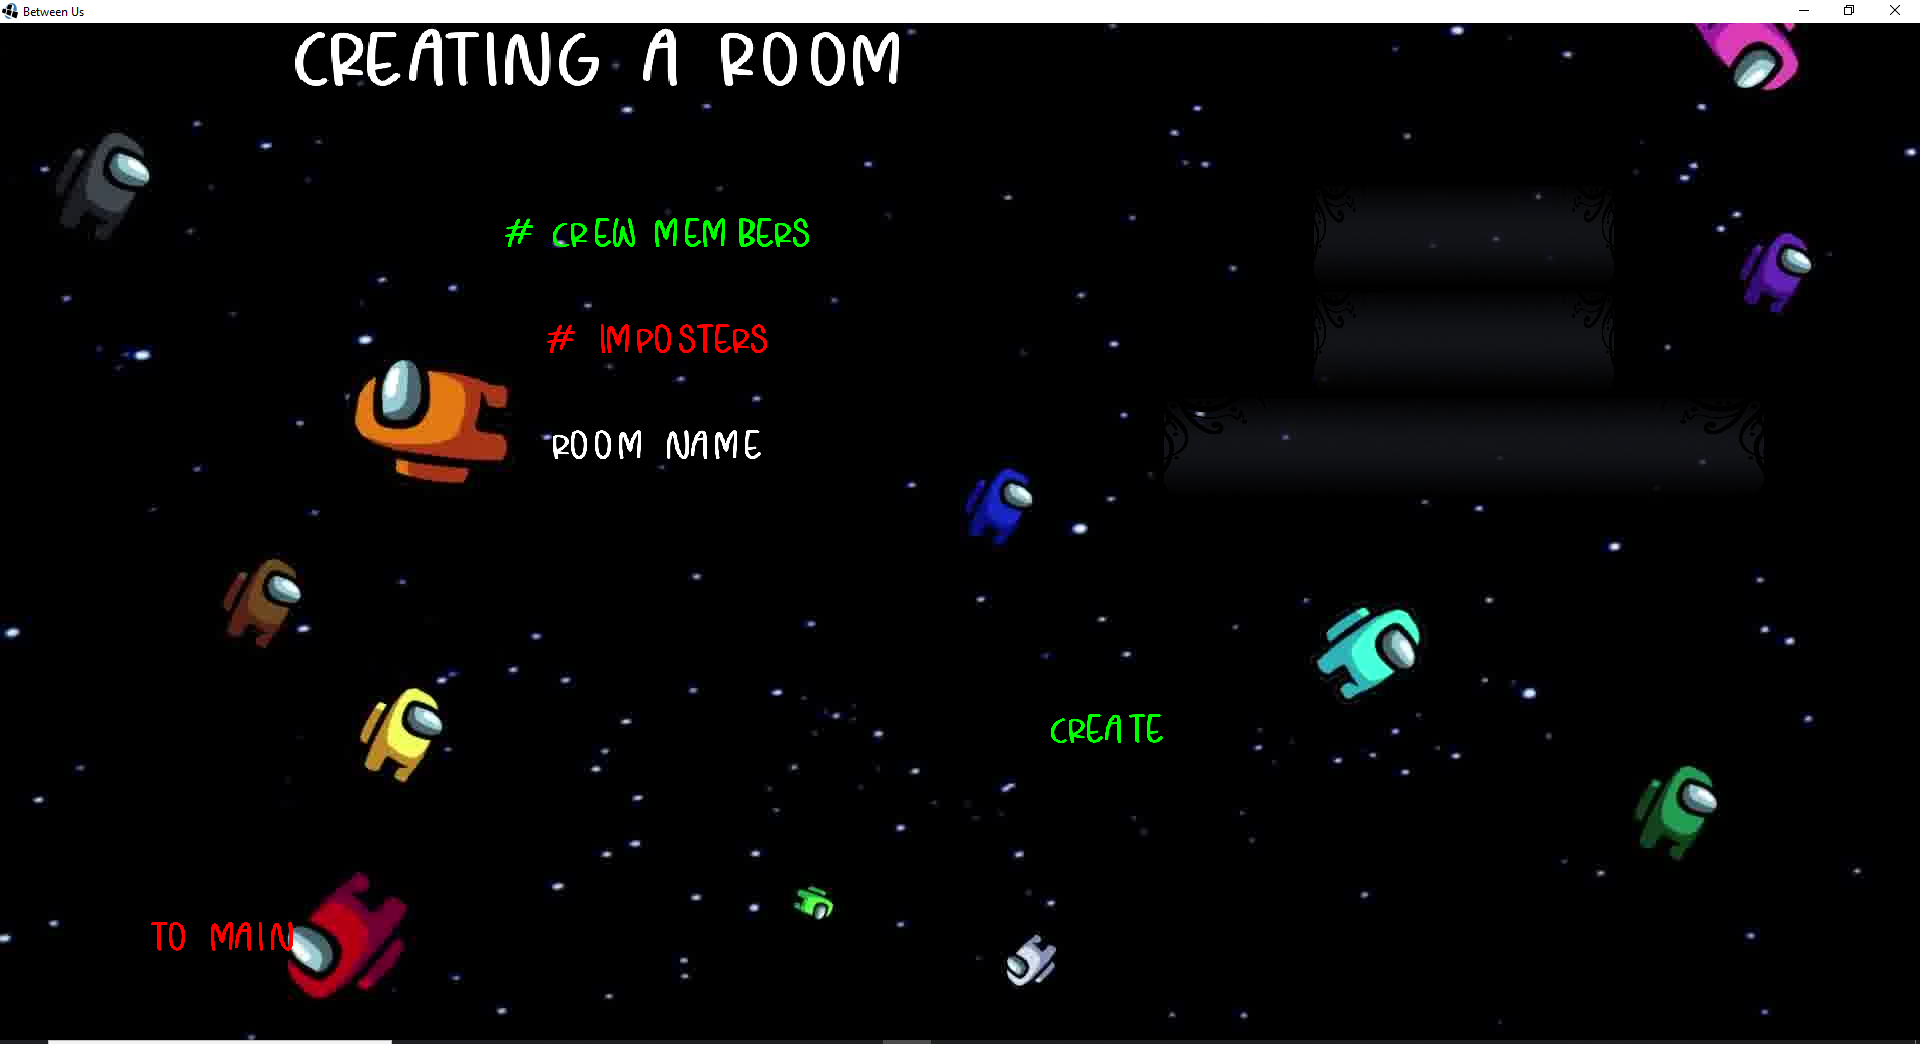 Between Us
CREATING A ROOM
# CREW MEMBERS
# IMPOSTERS
ROOM NAME
CREATE
TO MAIN